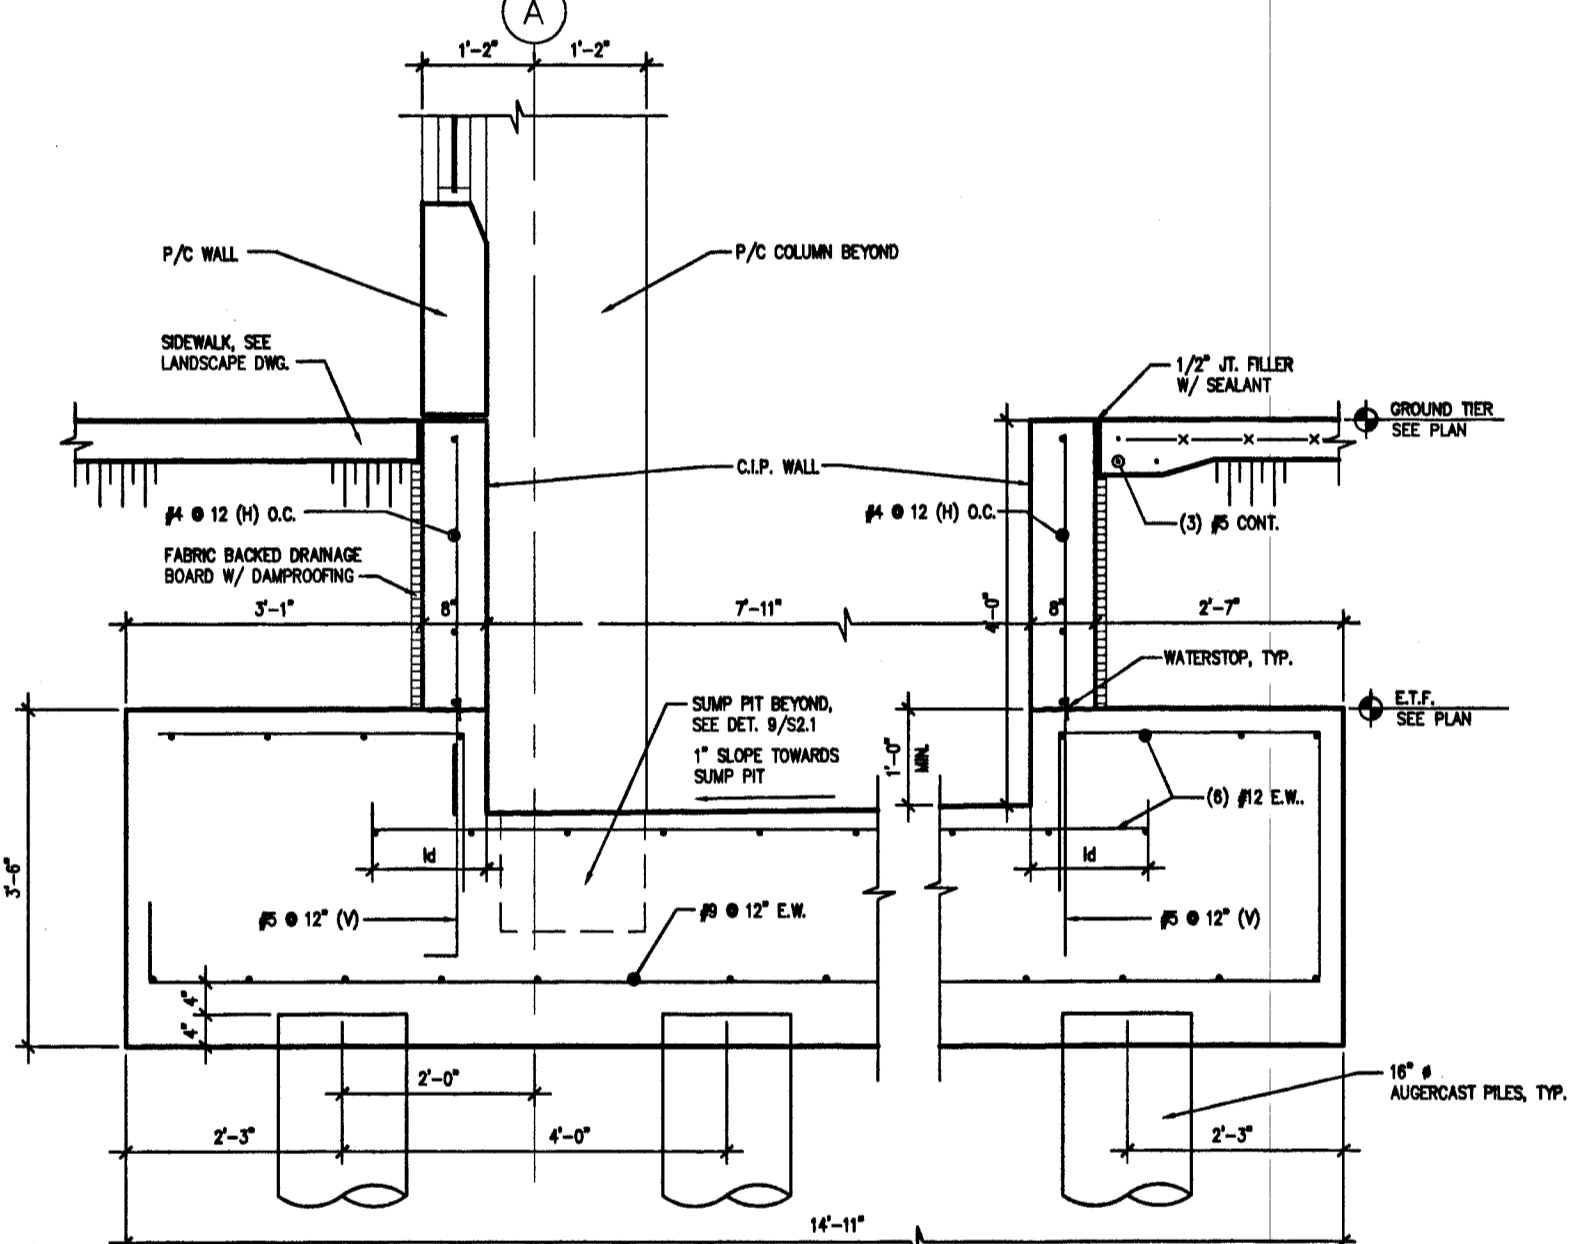 A
1'-2" 1'-2"
P/C WALL
P/C COLUMN BEYOND
SIDEWALK, SEE
LANDSCAPE DWG.
1/2" JT. FILLER
W/ SEALANT
GROUND TIER
SEE PLAN
C.I.P. WALL
#4 @ 12 (H) O.C.
#4 @ 12 (H) O.C.
(3) #5 CONT.
FABRIC BACKED DRAINAGE
BOARD W/ DAMPROOFING
3'-1" 8" 7'-11" 4'-0" 8" 2'-7"
WATERSTOP, TYP.
SUMP PIT BEYOND,
SEE DET. 9/S2.1
1" SLOPE TOWARDS
SUMP PIT
1'-0"
MIN.
E.T.F.
SEE PLAN
(6) #12 E.W..
3'-6"
ld
ld
#5 @ 12" (V)
#9 @ 12" E.W.
#5 @ 12" (V)
4"
4"
2'-0"
16" ø
AUGERCAST PILES, TYP.
2'-3" 4'-0" 2'-3"
14'-11"